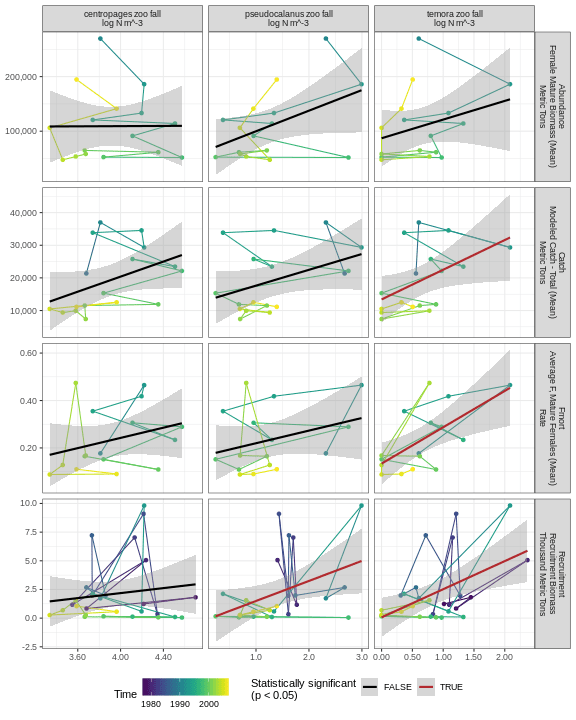 centropages zoo fall
log N m^-3
pseudocalanus zoo fall
log N m^-3
temora zoo fall
log N m^-3
200,000
100,000
Abundance
Female Mature Biomass (Mean)
Metric Tons
40,000
30,000
20,000
10,000
Catch
Modeled Catch - Total (Mean)
Metric Tons
0.60
0.40
0.20
Fmort
Average F, Mature Females (Mean)
Rate
10.0
7.5
5.0
2.5
0.0
-2.5
Recruitment
Recruitment Biomass
Thousand Metric Tons
3.60 4.00 4.40
1.0 2.0 3.0
0.00 0.50 1.00 1.50 2.00
Time
1980 1990 2000
Statistically significant
(p < 0.05)
FALSE
TRUE